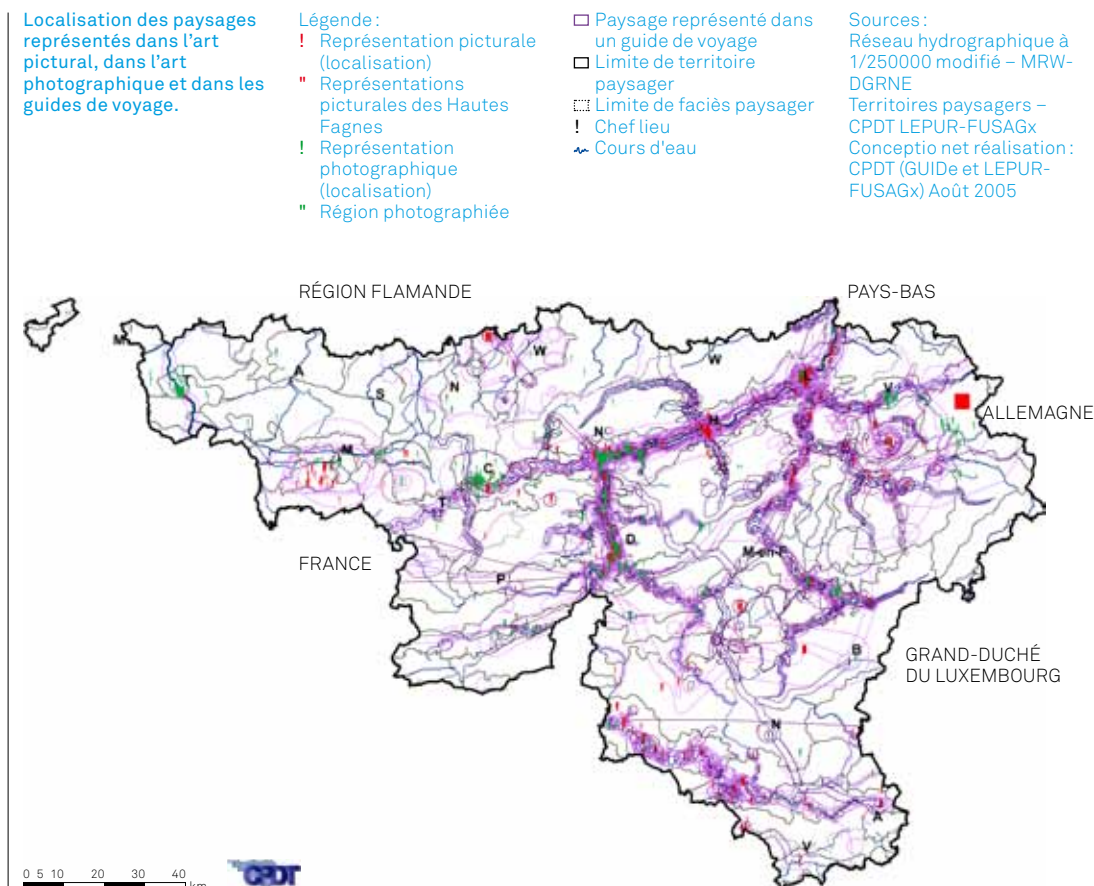 Localisation des paysages
représentés dans l'art
pictural, dans l'art
photographique et dans les
guides de voyage.
Légende :
! Représentation picturale
(localisation)
" Représentations
picturales des Hautes
Fagnes
! Représentation
photographique
(localisation)
" Région photographiée
Paysage représenté dans
un guide de voyage
Limite de territoire
paysager
Limite de faciès paysager
! Chef lieu
Cours d'eau
Sources :
Réseau hydrographique à
1/250000 modifié – MRW-
DGRNE
Territoires paysagers –
CPDT LEPUR-FUSAGx
Conceptio net réalisation :
CPDT (GUIDe et LEPUR-
FUSAGx) Août 2005
RÉGION FLAMANDE
PAYS-BAS
M
W
W
A
S
N
T
L
V
ALLEMAGNE
H
N
M
C
T
FRANCE
D
M-en-F
P
B
GRAND-DUCHÉ
DU LUXEMBOURG
N
A
V
0 5 10 20 30 40
km
CPDT